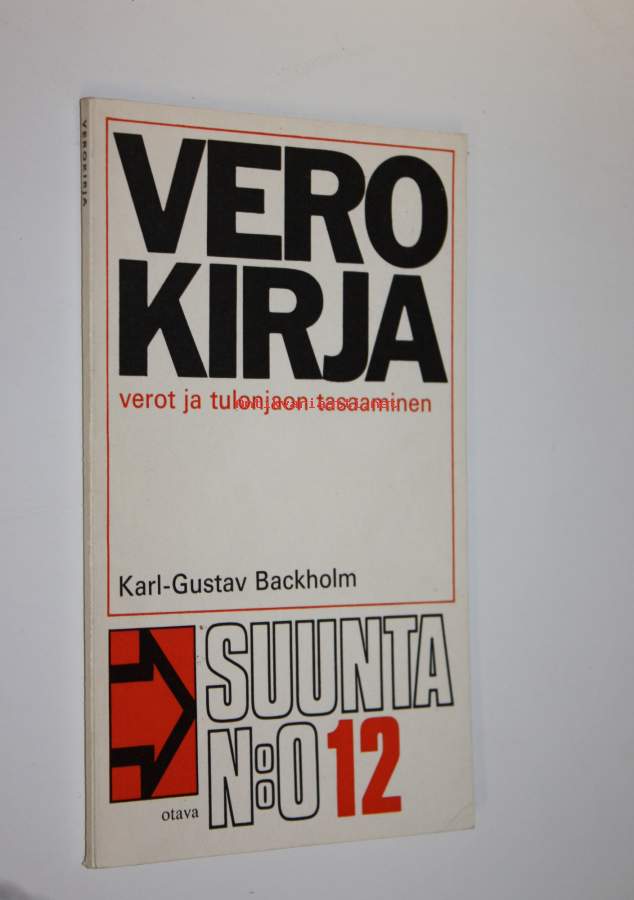 VEROKIRJA
VERO
KIRJA
verot ja tulonjaon tasaaminen
Karl-Gustav Backholm
SUUNTA
N:o 12
otava